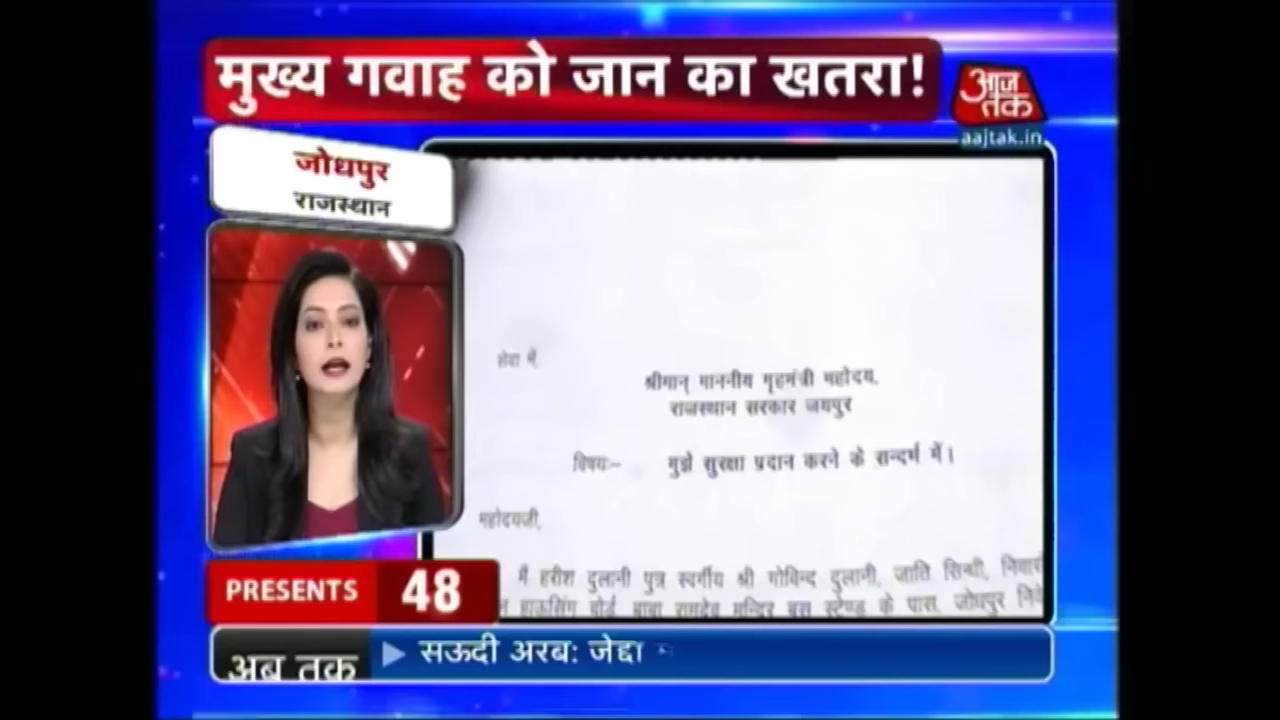 मुख्य गवाह को जान का खतरा!
आज
तक
aajtak.in
जोधपुर
राजस्थान
सेवा में,
श्रीमान् माननीय गृहमंत्री महोदय,
राजस्थान सरकार जयपुर
विषयः– मुझे सुरक्षा प्रदान करने के सन्दर्भ में।
महोदयजी,
मैं हरीश दुलानी पुत्र स्वर्गीय श्री गोविन्द दुलानी, जाति सिन्धी,
हाऊसिंग बोर्ड बाबा रामदेव मन्दिर बस स्टेण्ड के पास जोधपुर
PRESENTS 48
अब तक
सऊदी अरब: जेद्दा